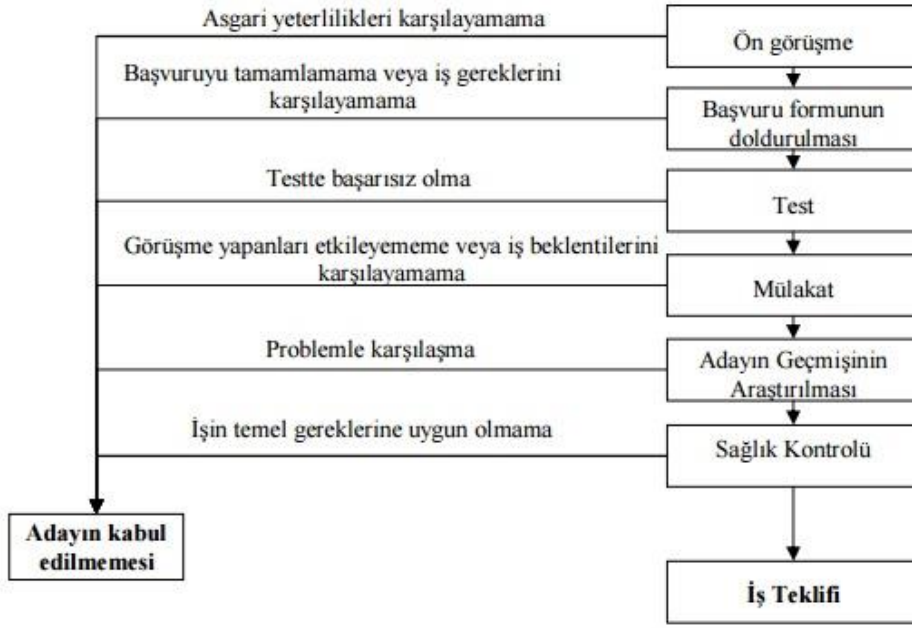 Asgari yeterlilikleri karşılayamama
Ön görüşme
Başvuruyu tamamlamama veya iş gereklerini
karşılayamama
Başvuru formunun
doldurulması
Testte başarısız olma
Test
Görüşme yapanları etkileyememe veya iş beklentilerini
karşılayamama
Mülakat
Problemle karşılaşma
Adayın Geçmişinin
Araştırılması
İşin temel gereklerine uygun olmama
Sağlık Kontrolü
Adayın kabul
edilmemesi
İş Teklifi